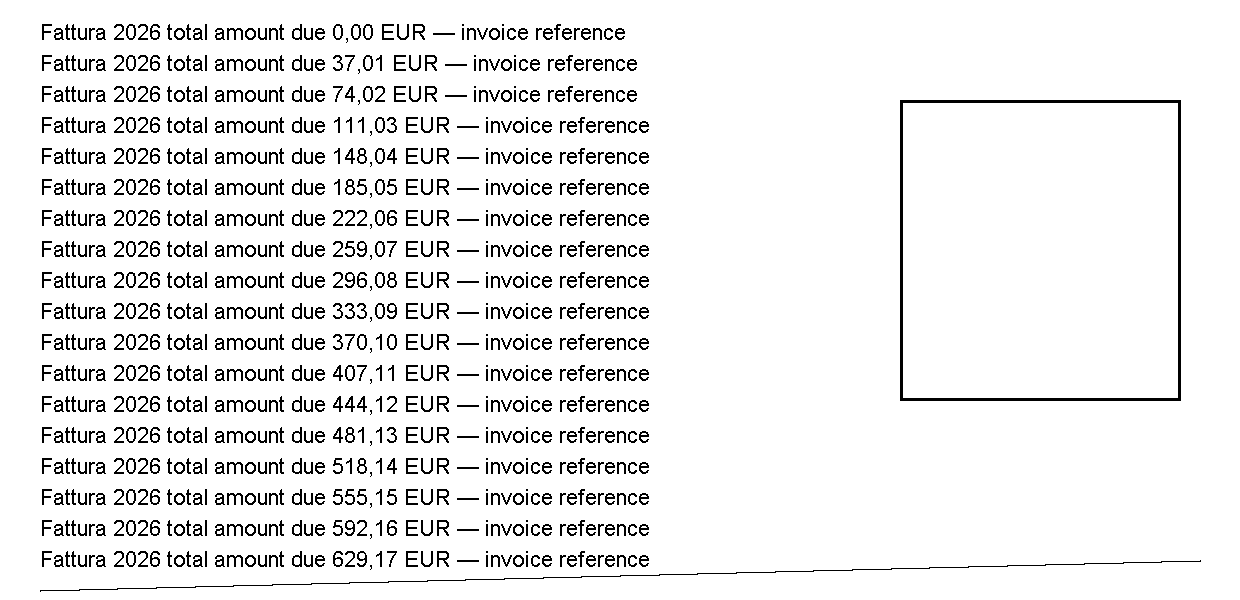 Fattura 2026 total amount due 0,00 EUR — invoice reference
Fattura 2026 total amount due 37,01 EUR — invoice reference
Fattura 2026 total amount due 74,02 EUR — invoice reference
Fattura 2026 total amount due 111,03 EUR — invoice reference
Fattura 2026 total amount due 148,04 EUR — invoice reference
Fattura 2026 total amount due 185,05 EUR — invoice reference
Fattura 2026 total amount due 222,06 EUR — invoice reference
Fattura 2026 total amount due 259,07 EUR — invoice reference
Fattura 2026 total amount due 296,08 EUR — invoice reference
Fattura 2026 total amount due 333,09 EUR — invoice reference
Fattura 2026 total amount due 370,10 EUR — invoice reference
Fattura 2026 total amount due 407,11 EUR — invoice reference
Fattura 2026 total amount due 444,12 EUR — invoice reference
Fattura 2026 total amount due 481,13 EUR — invoice reference
Fattura 2026 total amount due 518,14 EUR — invoice reference
Fattura 2026 total amount due 555,15 EUR — invoice reference
Fattura 2026 total amount due 592,16 EUR — invoice reference
Fattura 2026 total amount due 629,17 EUR — invoice reference